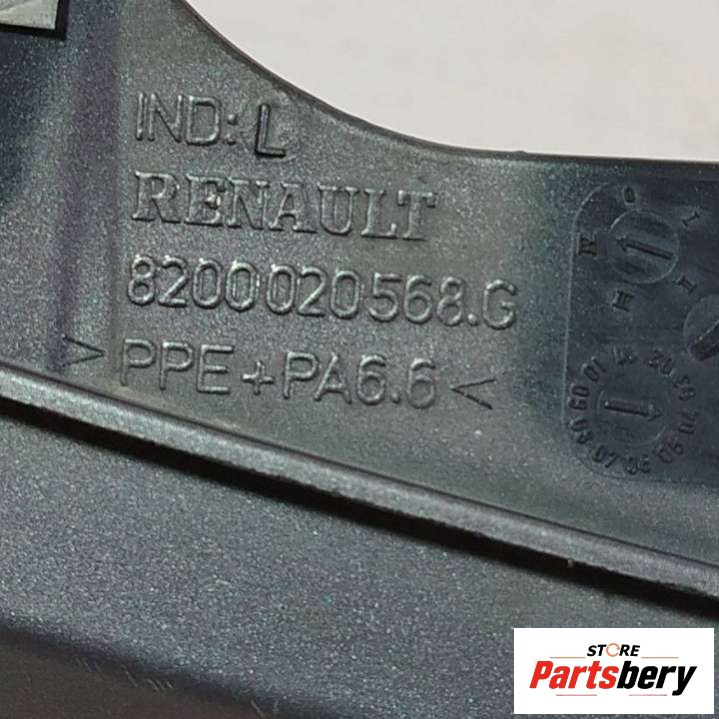 IND: L
RENAULT
8200020568.G
>PPE+PA6.6<
STORE
Partsbery